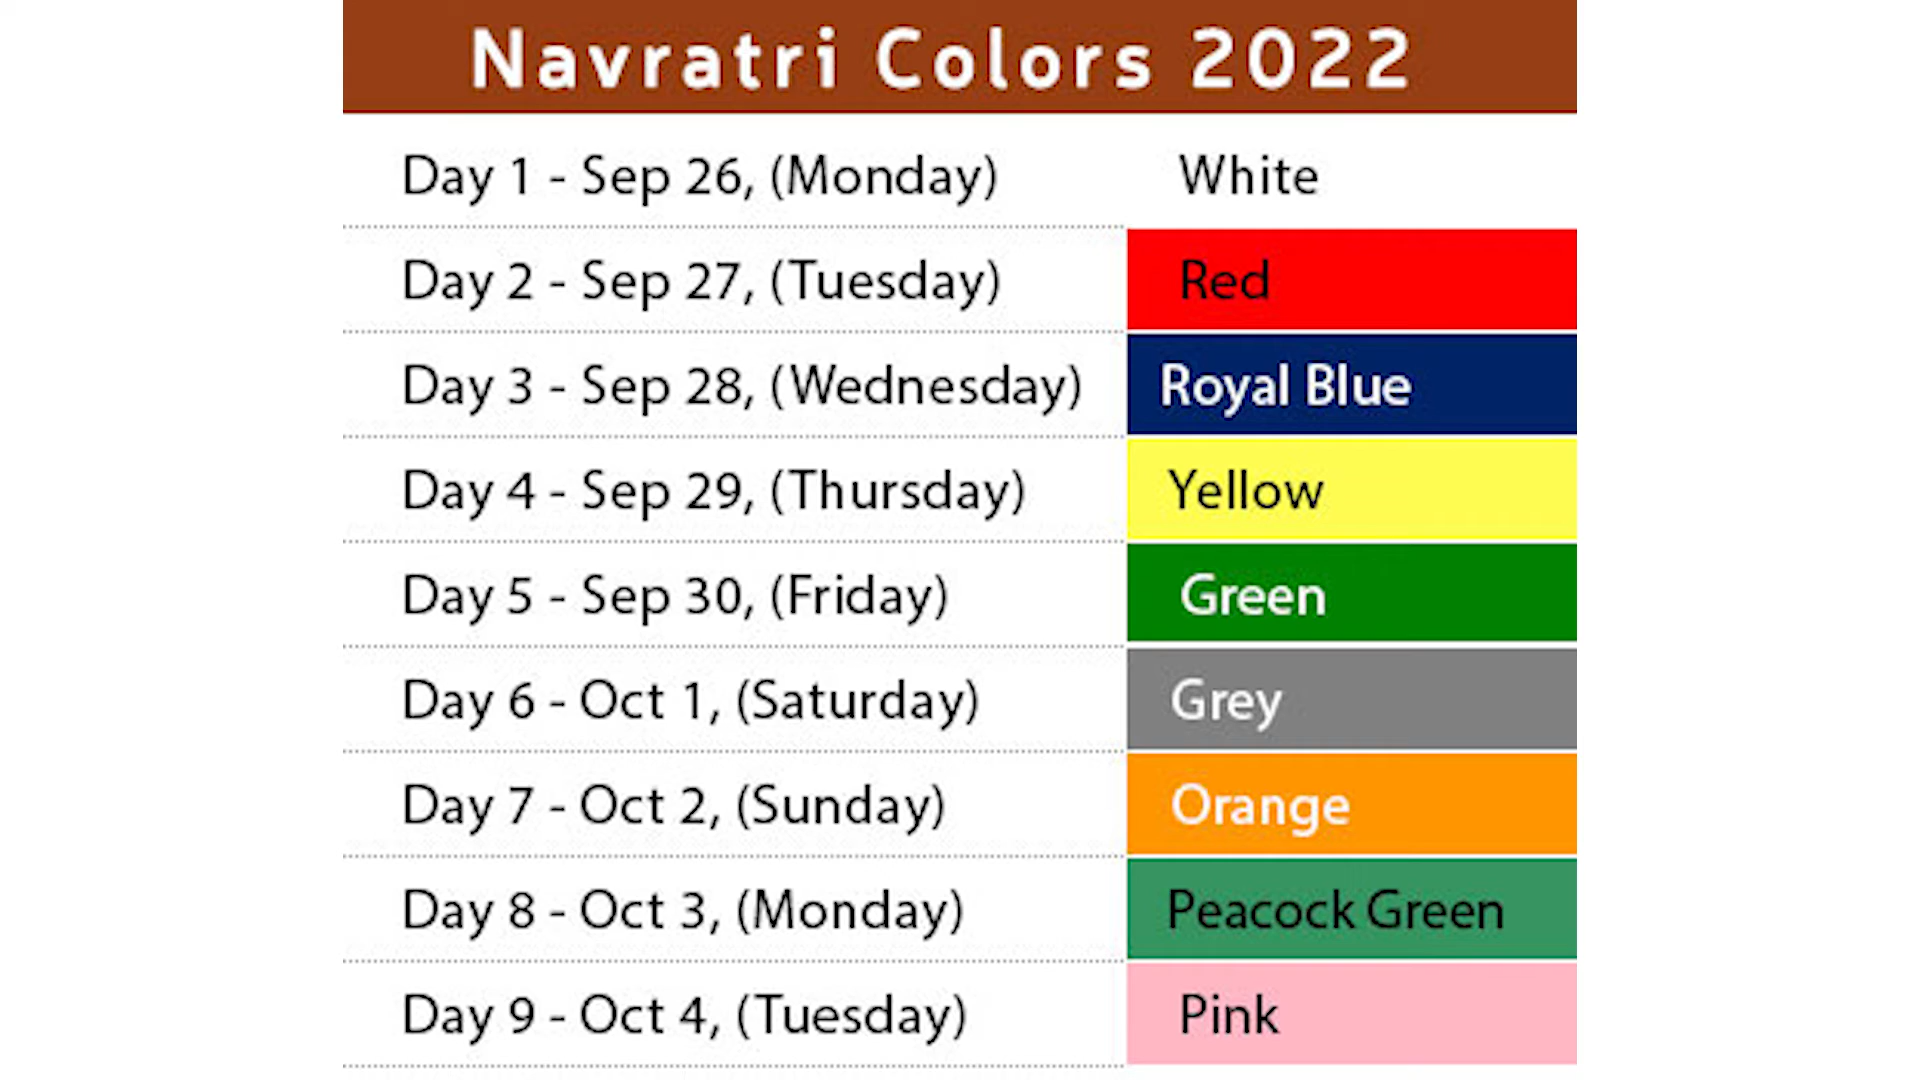 Navratri Colors 2022
Day 1 - Sep 26, (Monday) White
Day 2 - Sep 27, (Tuesday) Red
Day 3 - Sep 28, (Wednesday) Royal Blue
Day 4 - Sep 29, (Thursday) Yellow
Day 5 - Sep 30, (Friday) Green
Day 6 - Oct 1, (Saturday) Grey
Day 7 - Oct 2, (Sunday) Orange
Day 8 - Oct 3, (Monday) Peacock Green
Day 9 - Oct 4, (Tuesday) Pink